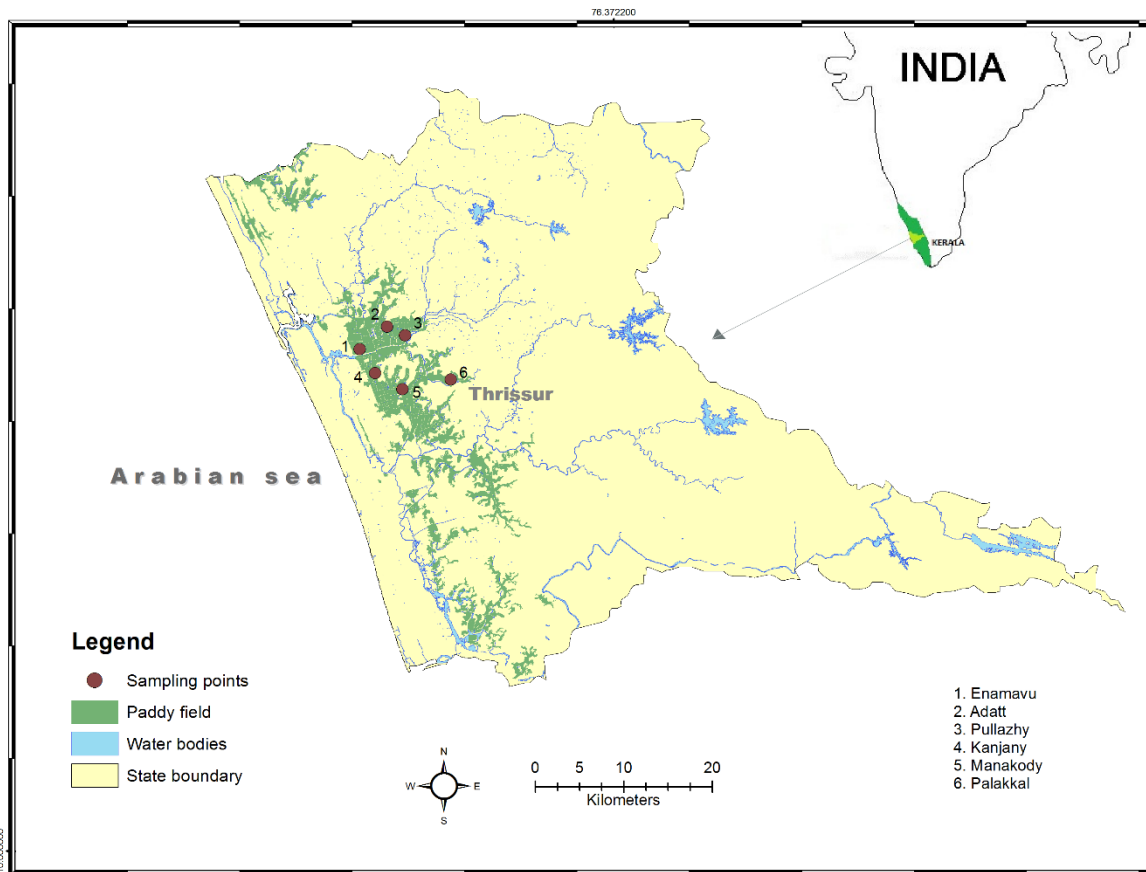 76.372200
INDIA
KERALA
2
3
1
4
5
6
Thrissur
Arabian sea
Legend
Sampling points
Paddy field
Water bodies
State boundary
N
W
E
S
0 5 10 20
Kilometers
1. Enamavu
2. Adatt
3. Pullazhy
4. Kanjany
5. Manakody
6. Palakkal